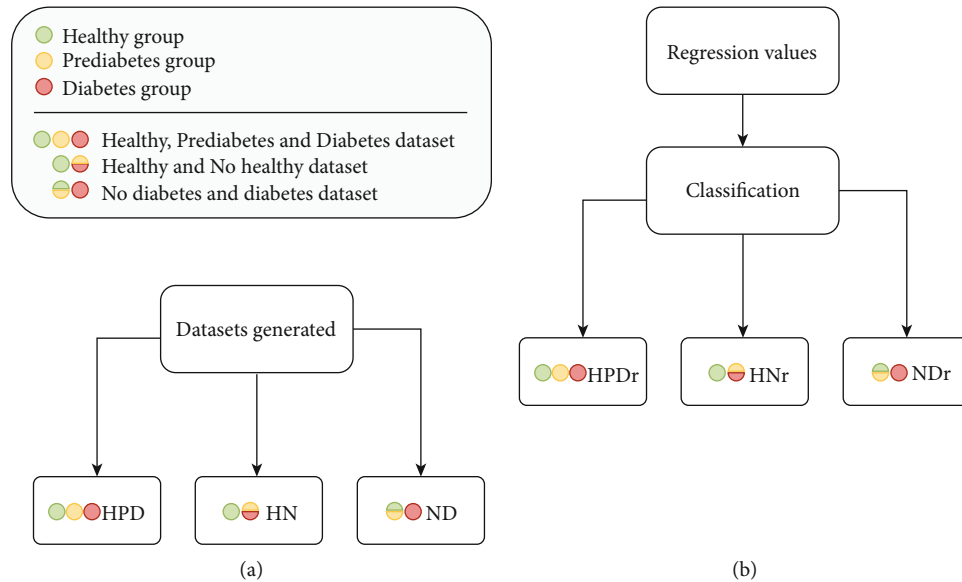 Healthy group
Prediabetes group
Diabetes group
Healthy, Prediabetes and Diabetes dataset
Healthy and No healthy dataset
No diabetes and diabetes dataset
Datasets generated
HPD
HN
ND
(a)
Regression values
Classification
HPDr
HNr
NDr
(b)